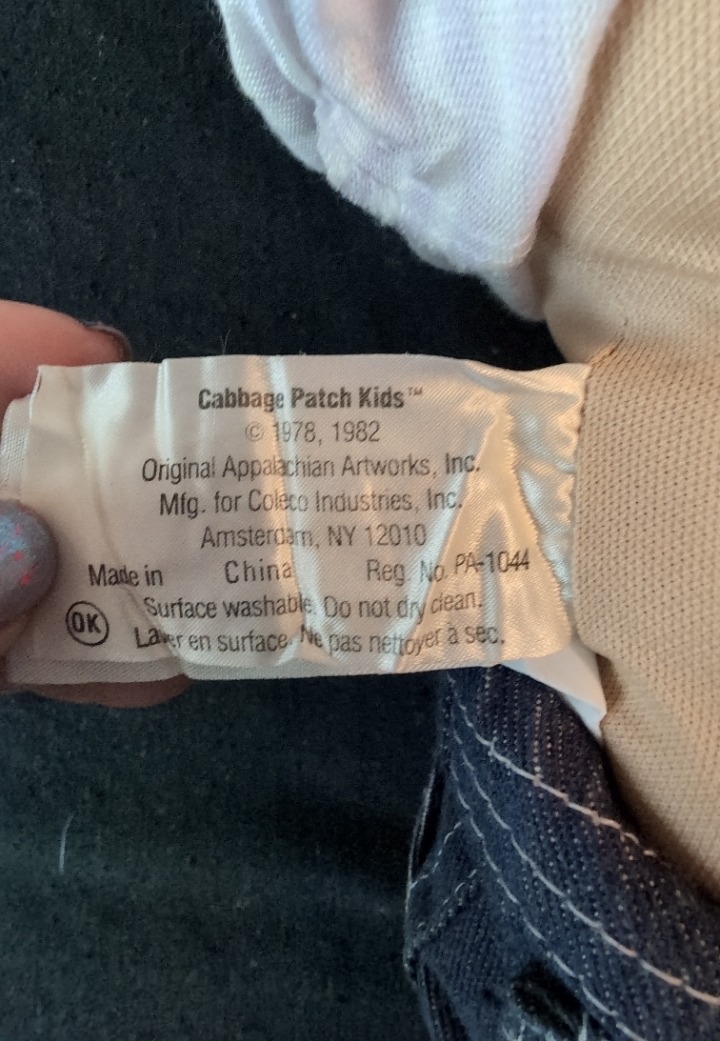 Cabbage Patch Kids™
© 1978, 1982
Original Appalachian Artworks, Inc.
Mfg. for Coleco Industries, Inc.
Amsterdam, NY 12010
Made in China Reg. No. PA-1044
Surface washable. Do not dry clean.
OK Laver en surface. Ne pas nettoyer à sec.